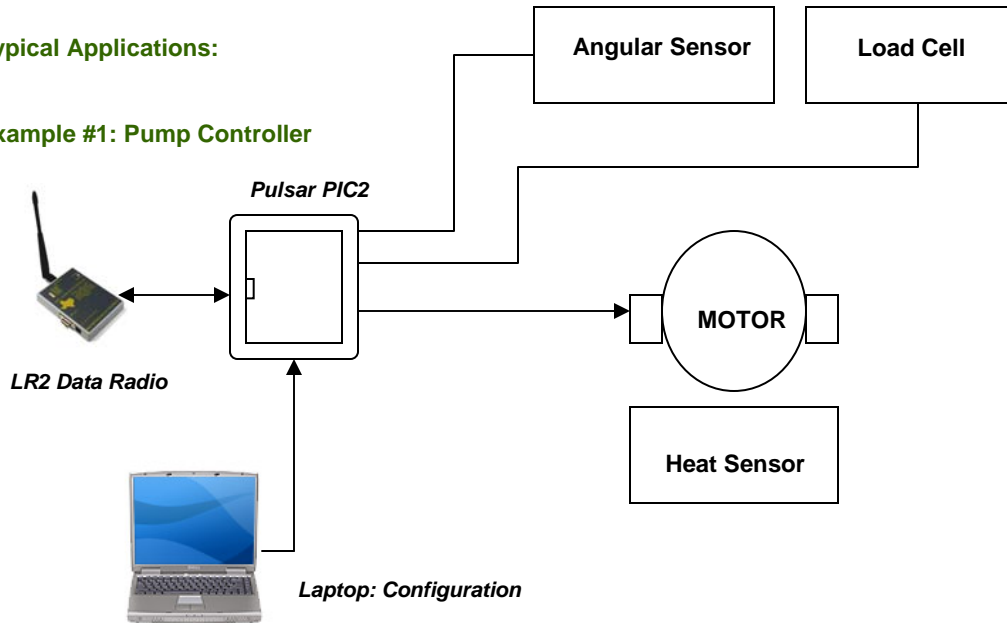 ypical Applications:
Angular Sensor
Load Cell
xample #1: Pump Controller
Pulsar PIC2
MOTOR
LR2 Data Radio
Heat Sensor
Laptop: Configuration